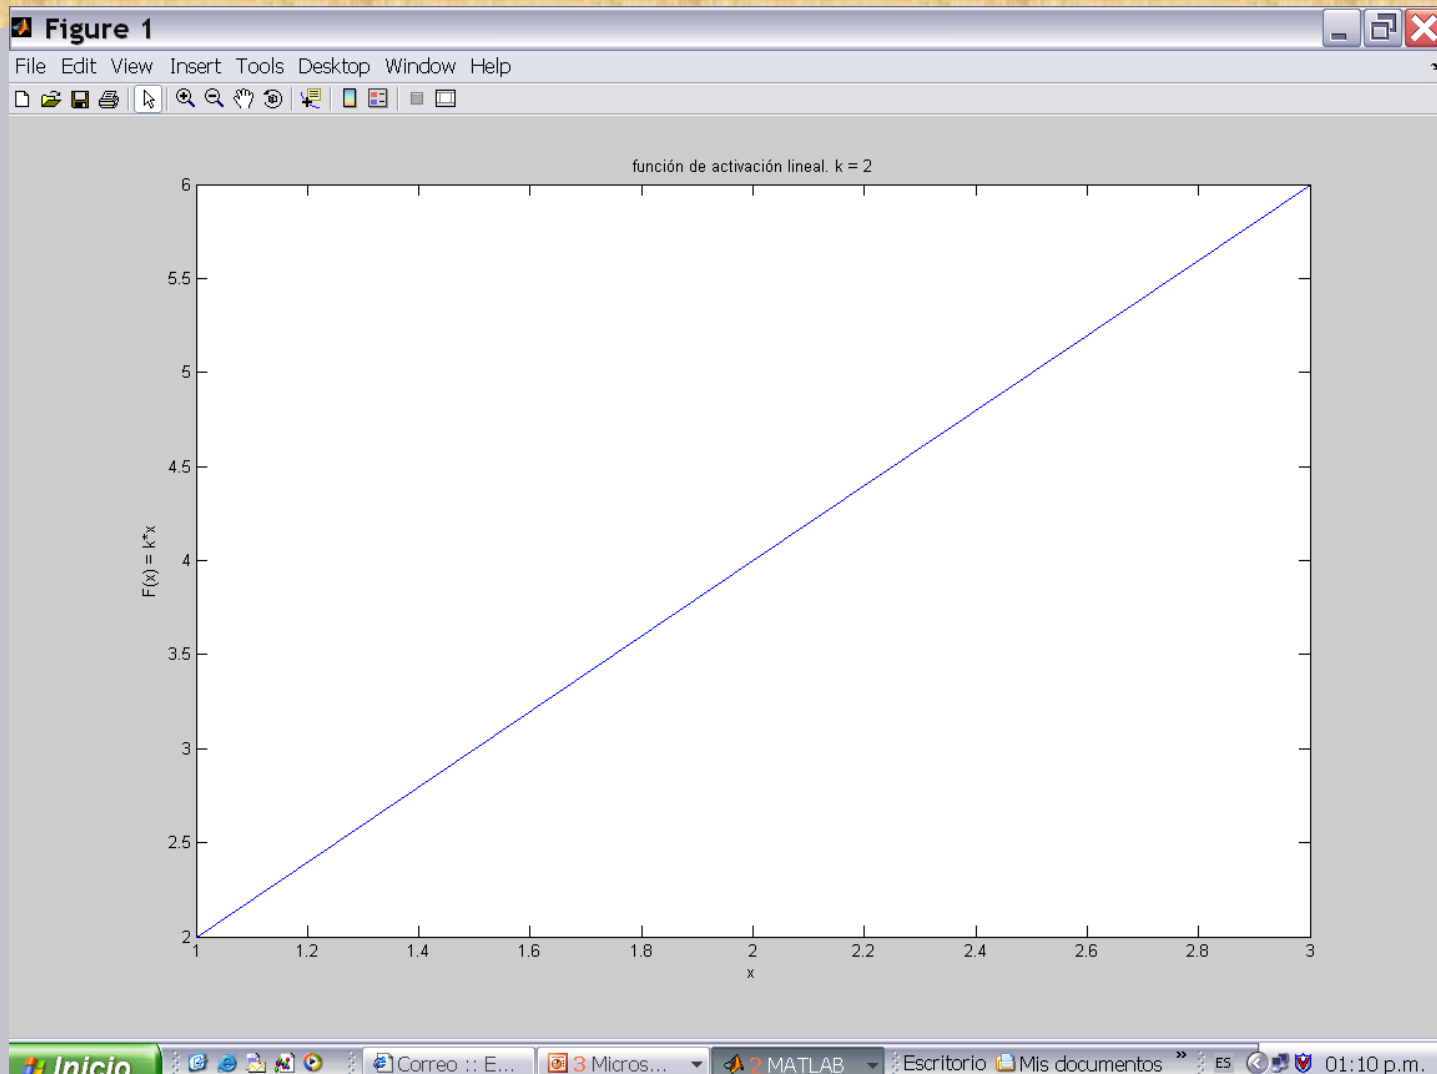 Figure 1
File Edit View Insert Tools Desktop Window Help
función de activación lineal. k = 2
6
5.5
5
4.5
4
3.5
3
2.5
2
F(x) = k*x
1 1.2 1.4 1.6 1.8 2 2.2 2.4 2.6 2.8 3
x
Inicio Correo :: E... 3 Micros... 2 MATLAB Escritorio Mis documentos » ES 01:10 p.m.